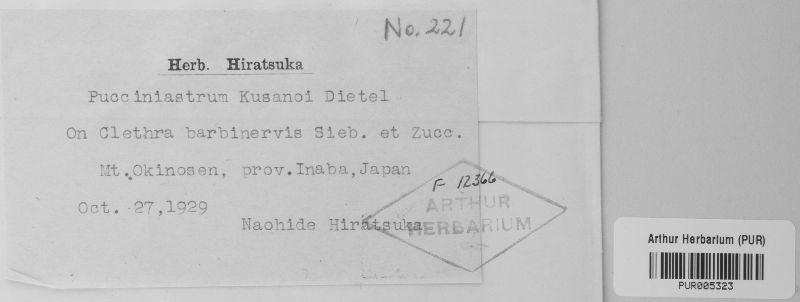 No. 221
Herb. Hiratsuka
Pucciniastrum Kusanoi Dietel
On Clethra barbinervis Sieb. et Zucc.
Mt. Okinosen, prov. Inaba, Japan
Oct. 27, 1929
Naohide Hiratsuka
F 12366
ARTHUR
HERBARIUM
Arthur Herbarium (PUR)
PUR005323